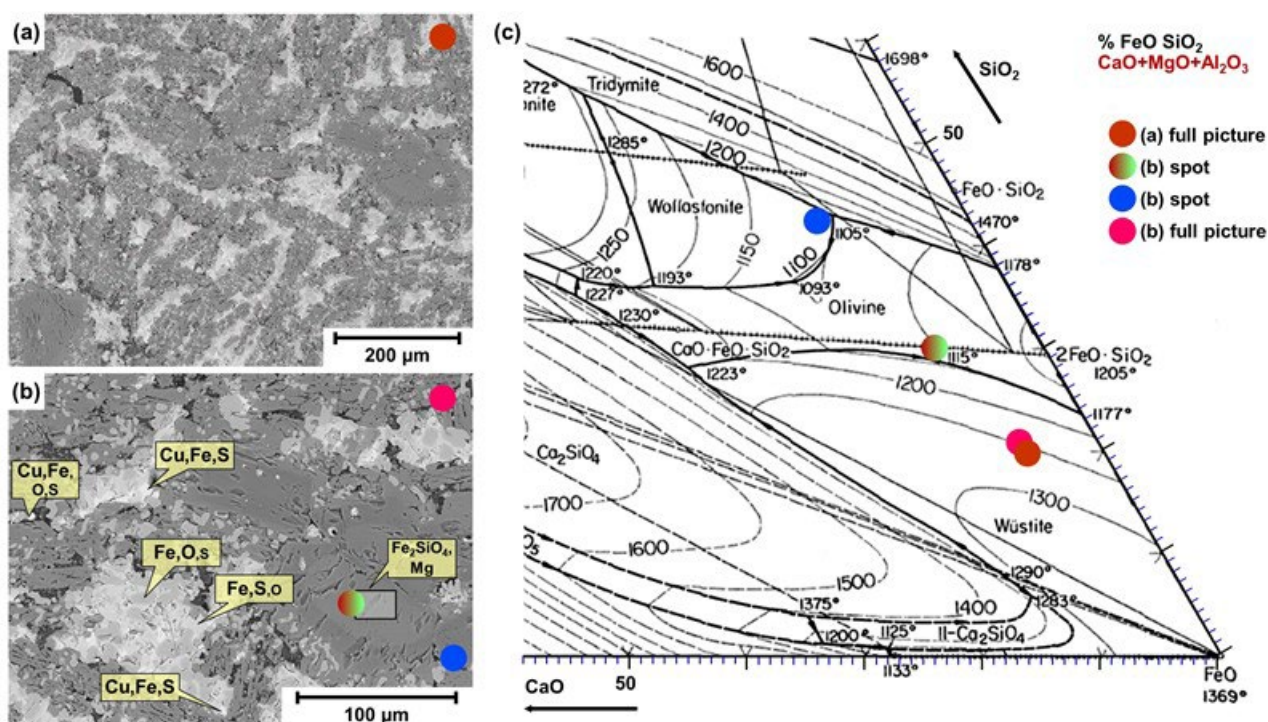 (a)
200 µm
(b)
Cu,Fe,S
Cu,Fe,
O,S
Fe,O,S
Fe,S,O
Fe₂SiO₄,
Mg
Cu,Fe,S
100 µm
(c)
% FeO SiO₂
CaO+MgO+Al₂O₃
(a) full picture
(b) spot
(b) spot
(b) full picture
SiO₂
1698°
1600
Tridymite
272°
onite
1400
1200
50
1285°
FeO·SiO₂
1470°
Wollastonite
1178°
1250
1150
1105°
1100
1220°
1193°
1093°
1227°
Olivine
1230°
CaO·FeO·SiO₂
1115°
2FeO·SiO₂
1205°
1223°
1200
1177°
Ca₂SiO₄
1300
1700
Wüstite
1600
1290°
1500
1375°
1400
1283°
1200°
1125°
II-Ca₂SiO₄
CaO
50
1133°
FeO
1369°